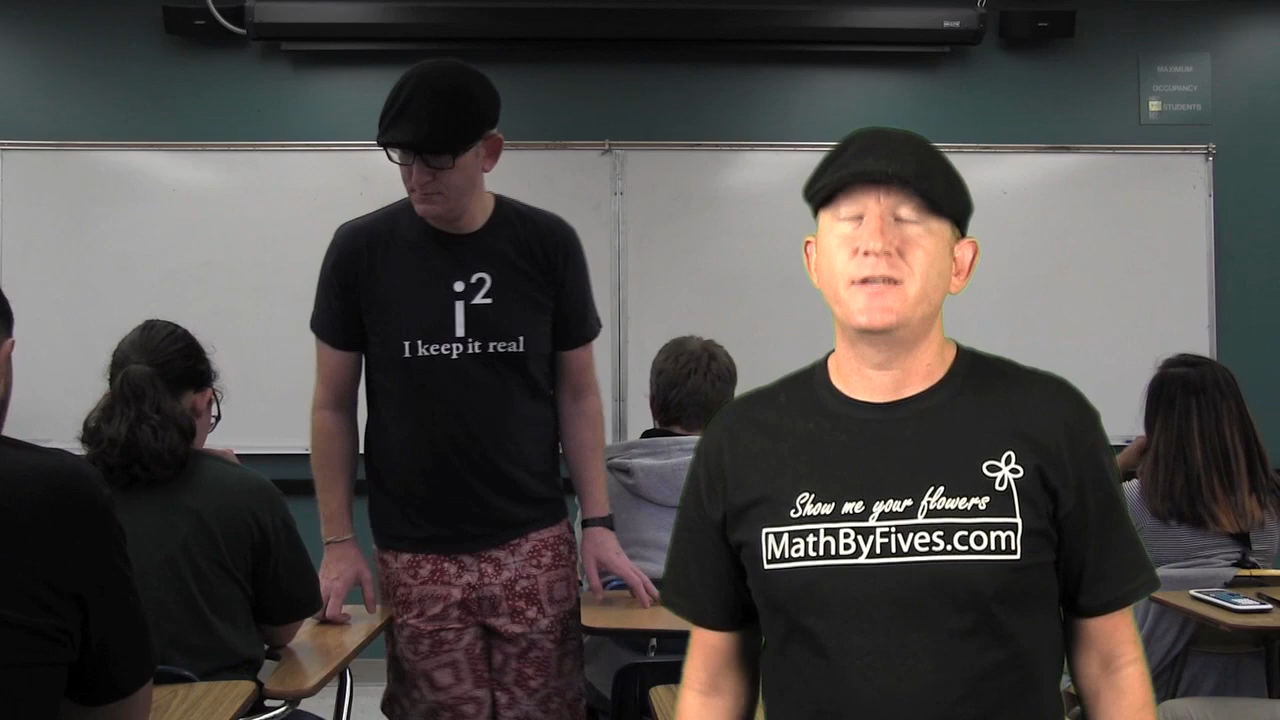 MAXIMUM
OCCUPANCY
STUDENTS
i²
I keep it real
Show me your flowers
MathByFives.com